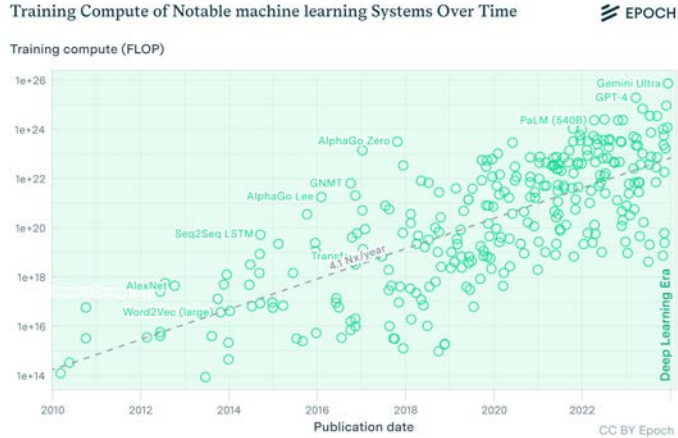 Training Compute of Notable machine learning Systems Over Time
EPOCH
Training compute (FLOP)
1e+26
1e+24
1e+22
1e+20
1e+18
1e+16
1e+14
Gemini Ultra
GPT-4
PaLM (540B)
AlphaGo Zero
GNMT
AlphaGo Lee
Seq2Seq LSTM
4.1 Nx/year
AlexNet
Word2Vec (large)
Deep Learning Era
2010
2012
2014
2016
2018
2020
2022
Publication date
CC BY Epoch